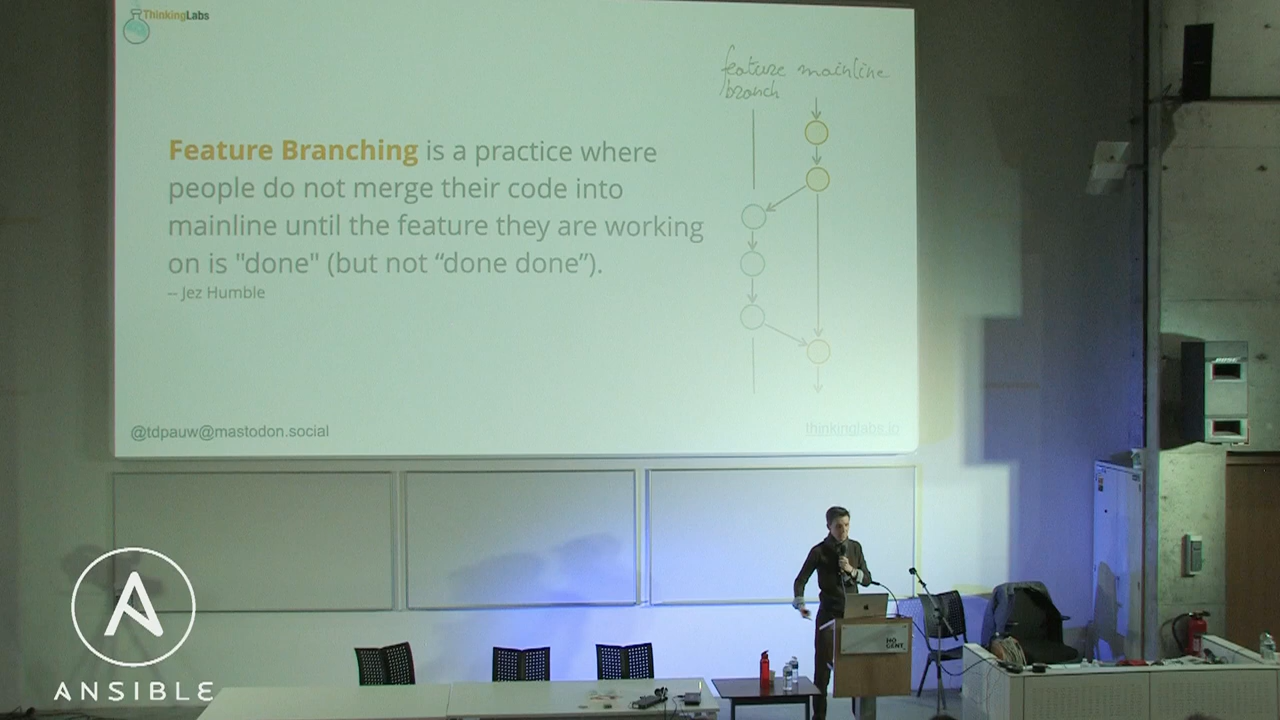 ThinkingLabs
feature mainline
branch
Feature Branching is a practice where
people do not merge their code into
mainline until the feature they are working
on is "done" (but not “done done”).
– Jez Humble
@tdpauw@mastodon.social
thinkinglabs.io
BOSE
HO
GENT
ANSIBLE